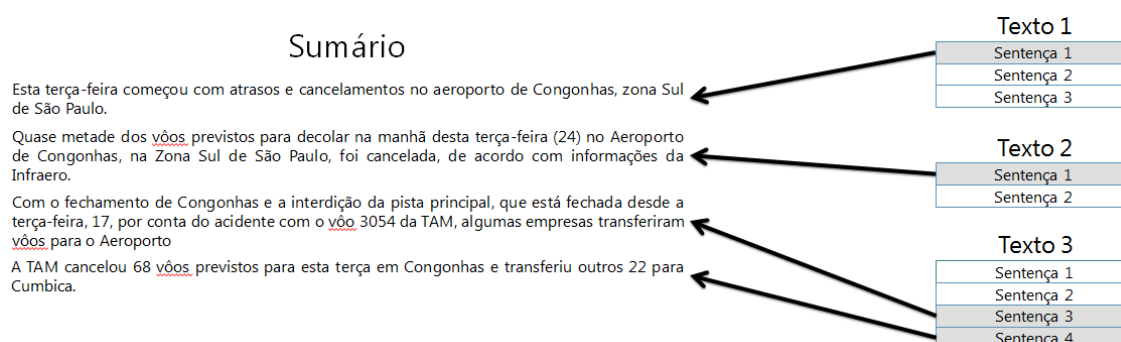 Sumário
Esta terça-feira começou com atrasos e cancelamentos no aeroporto de Congonhas, zona Sul
de São Paulo.
Quase metade dos vôos previstos para decolar na manhã desta terça-feira (24) no Aeroporto
de Congonhas, na Zona Sul de São Paulo, foi cancelada, de acordo com informações da
Infraero.
Com o fechamento de Congonhas e a interdição da pista principal, que está fechada desde a
terça-feira, 17, por conta do acidente com o vôo 3054 da TAM, algumas empresas transferiram
vôos para o Aeroporto
A TAM cancelou 68 vôos previstos para esta terça em Congonhas e transferiu outros 22 para
Cumbica.
Texto 1
Sentença 1
Sentença 2
Sentença 3
Texto 2
Sentença 1
Sentença 2
Texto 3
Sentença 1
Sentença 2
Sentença 3
Sentença 4